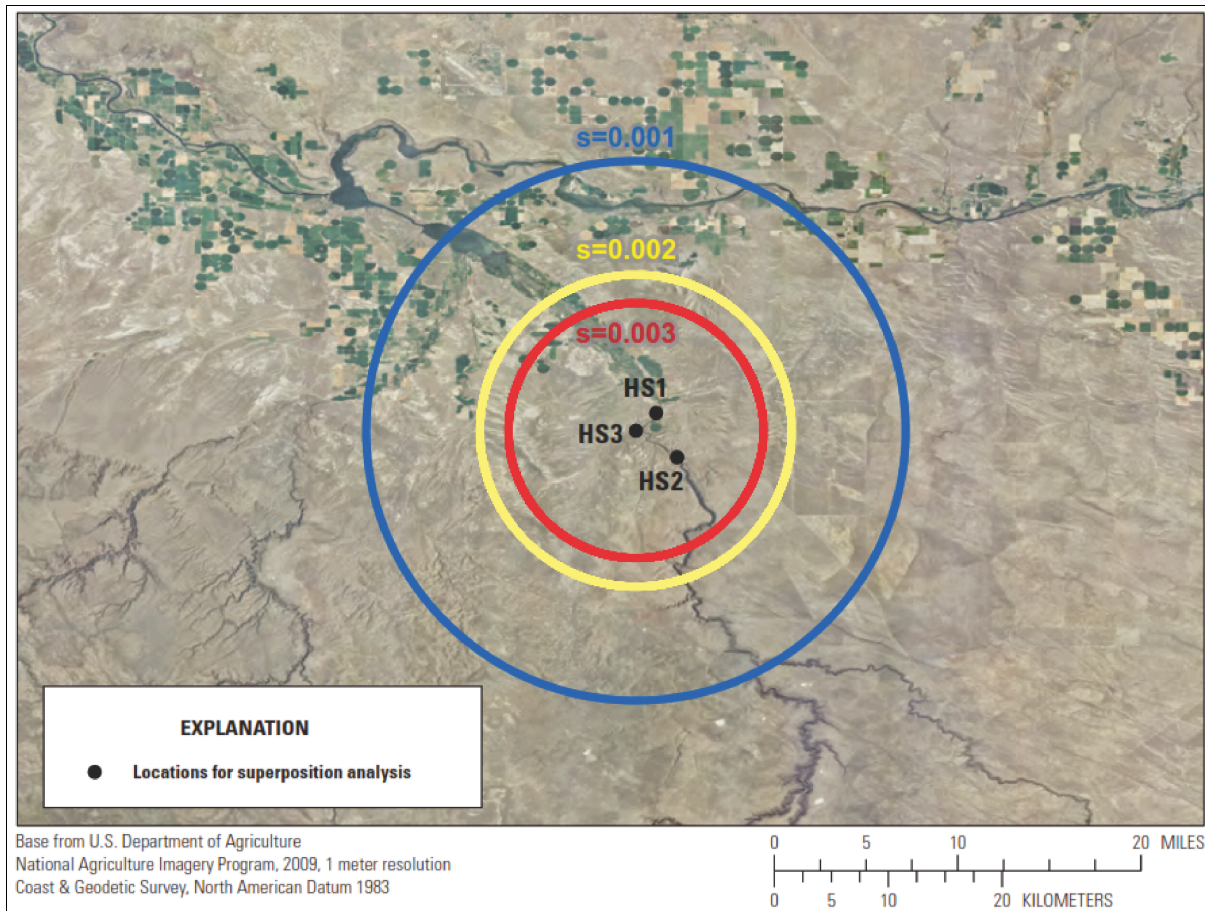 s=0.001
s=0.002
s=0.003
HS1
HS3
HS2
EXPLANATION
Locations for superposition analysis
Base from U.S. Department of Agriculture
National Agriculture Imagery Program, 2009, 1 meter resolution
Coast & Geodetic Survey, North American Datum 1983
0 5 10 20 MILES
0 5 10 20 KILOMETERS